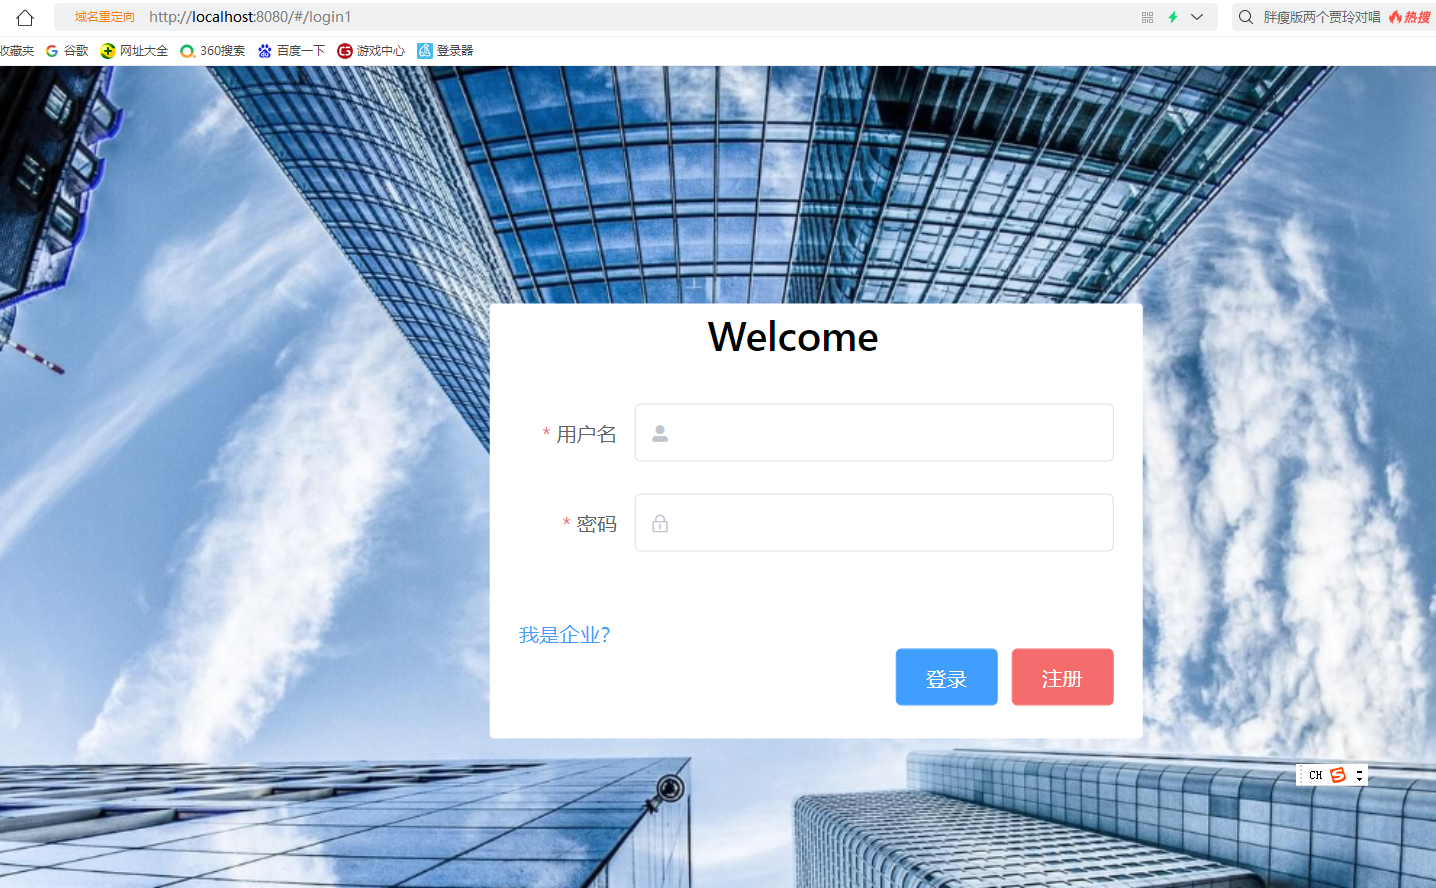 域名重定向 http://localhost:8080/#/login1 胖瘦版两个贾玲对唱 热搜
收藏夹 谷歌 网址大全 360搜索 百度一下 游戏中心 登录器
Welcome
* 用户名
* 密码
我是企业?
登录 注册
CH